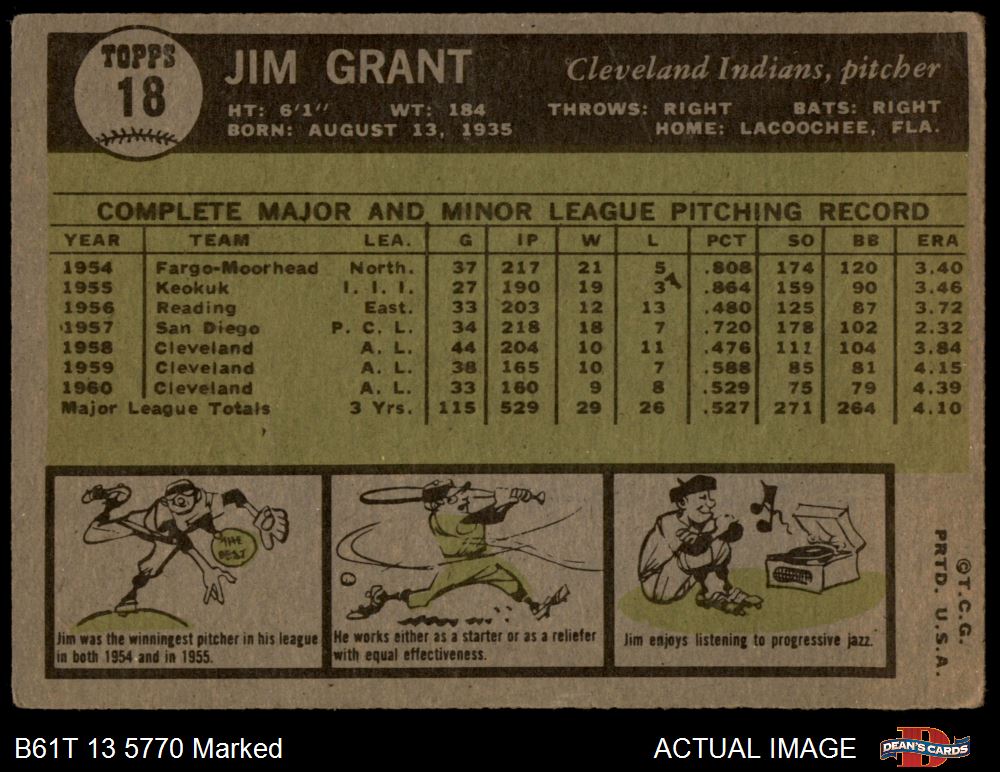 TOPPS
18
JIM GRANT
Cleveland Indians, pitcher
HT: 6'1" WT: 184 THROWS: RIGHT BATS: RIGHT
BORN: AUGUST 13, 1935 HOME: LACOOCHEE, FLA.
COMPLETE MAJOR AND MINOR LEAGUE PITCHING RECORD
YEAR TEAM LEA. G IP W L PCT SO BB ERA
1954 Fargo-Moorhead North. 37 217 21 5 .808 174 120 3.40
1955 Keokuk I. I. I. 27 190 19 3 .864 159 90 3.46
1956 Reading East. 33 203 12 13 .480 125 87 3.72
1957 San Diego P. C. L. 34 218 18 7 .720 178 102 2.32
1958 Cleveland A. L. 44 204 10 11 .476 111 104 3.84
1959 Cleveland A. L. 38 165 10 7 .588 85 81 4.15
1960 Cleveland A. L. 33 160 9 8 .529 75 79 4.39
Major League Totals 3 Yrs. 115 529 29 26 .527 271 264 4.10
THE
BEST
Jim was the winningest pitcher in his league
in both 1954 and in 1955.
He works either as a starter or as a reliefer
with equal effectiveness.
Jim enjoys listening to progressive jazz.
©T.C.G.
PRTD. U.S.A.
B61T 13 5770 Marked
ACTUAL IMAGE
DEAN'S CARDS